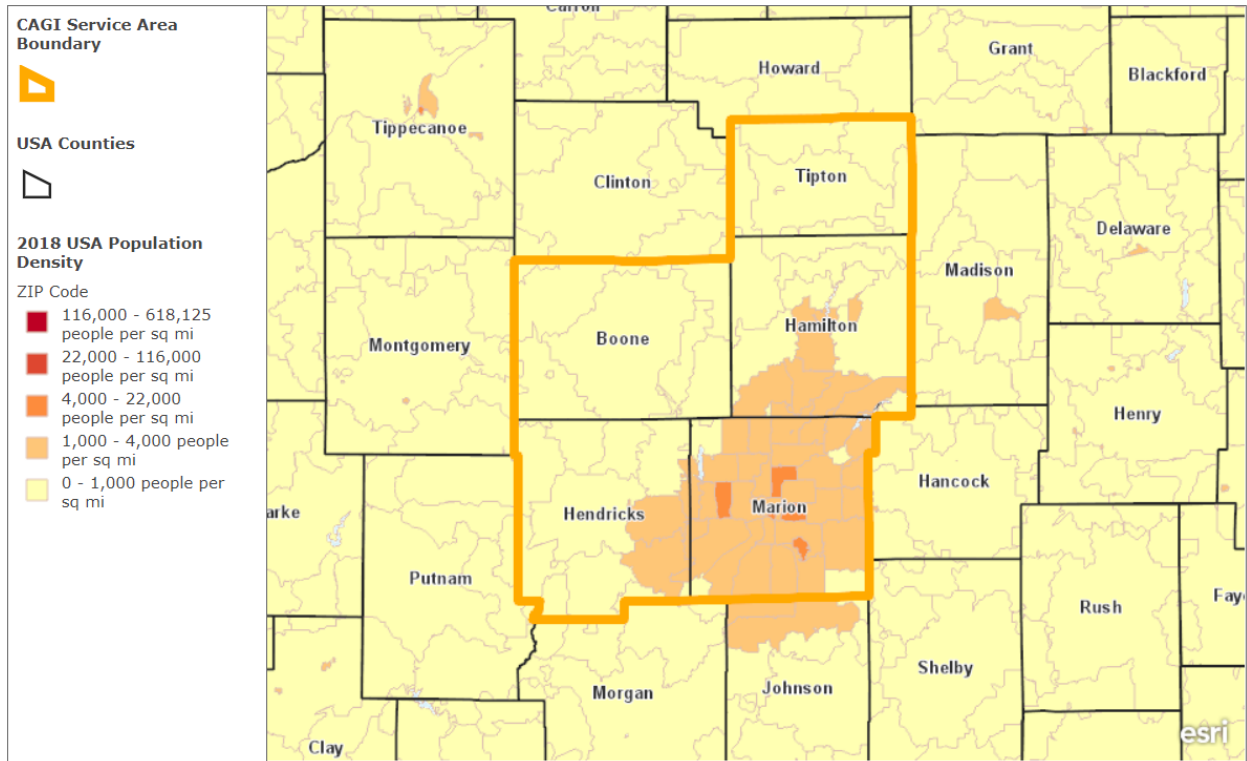 CAGI Service Area
Boundary
USA Counties
2018 USA Population
Density
ZIP Code
116,000 - 618,125
people per sq mi
22,000 - 116,000
people per sq mi
4,000 - 22,000
people per sq mi
1,000 - 4,000 people
per sq mi
0 - 1,000 people per
sq mi
Carroll
Grant
Howard
Blackford
Tippecanoe
Clinton
Tipton
Delaware
Madison
Hamilton
Boone
Montgomery
Henry
Hancock
Marion
Hendricks
arke
Putnam
Rush
Faye
Shelby
Morgan
Johnson
Clay
esri